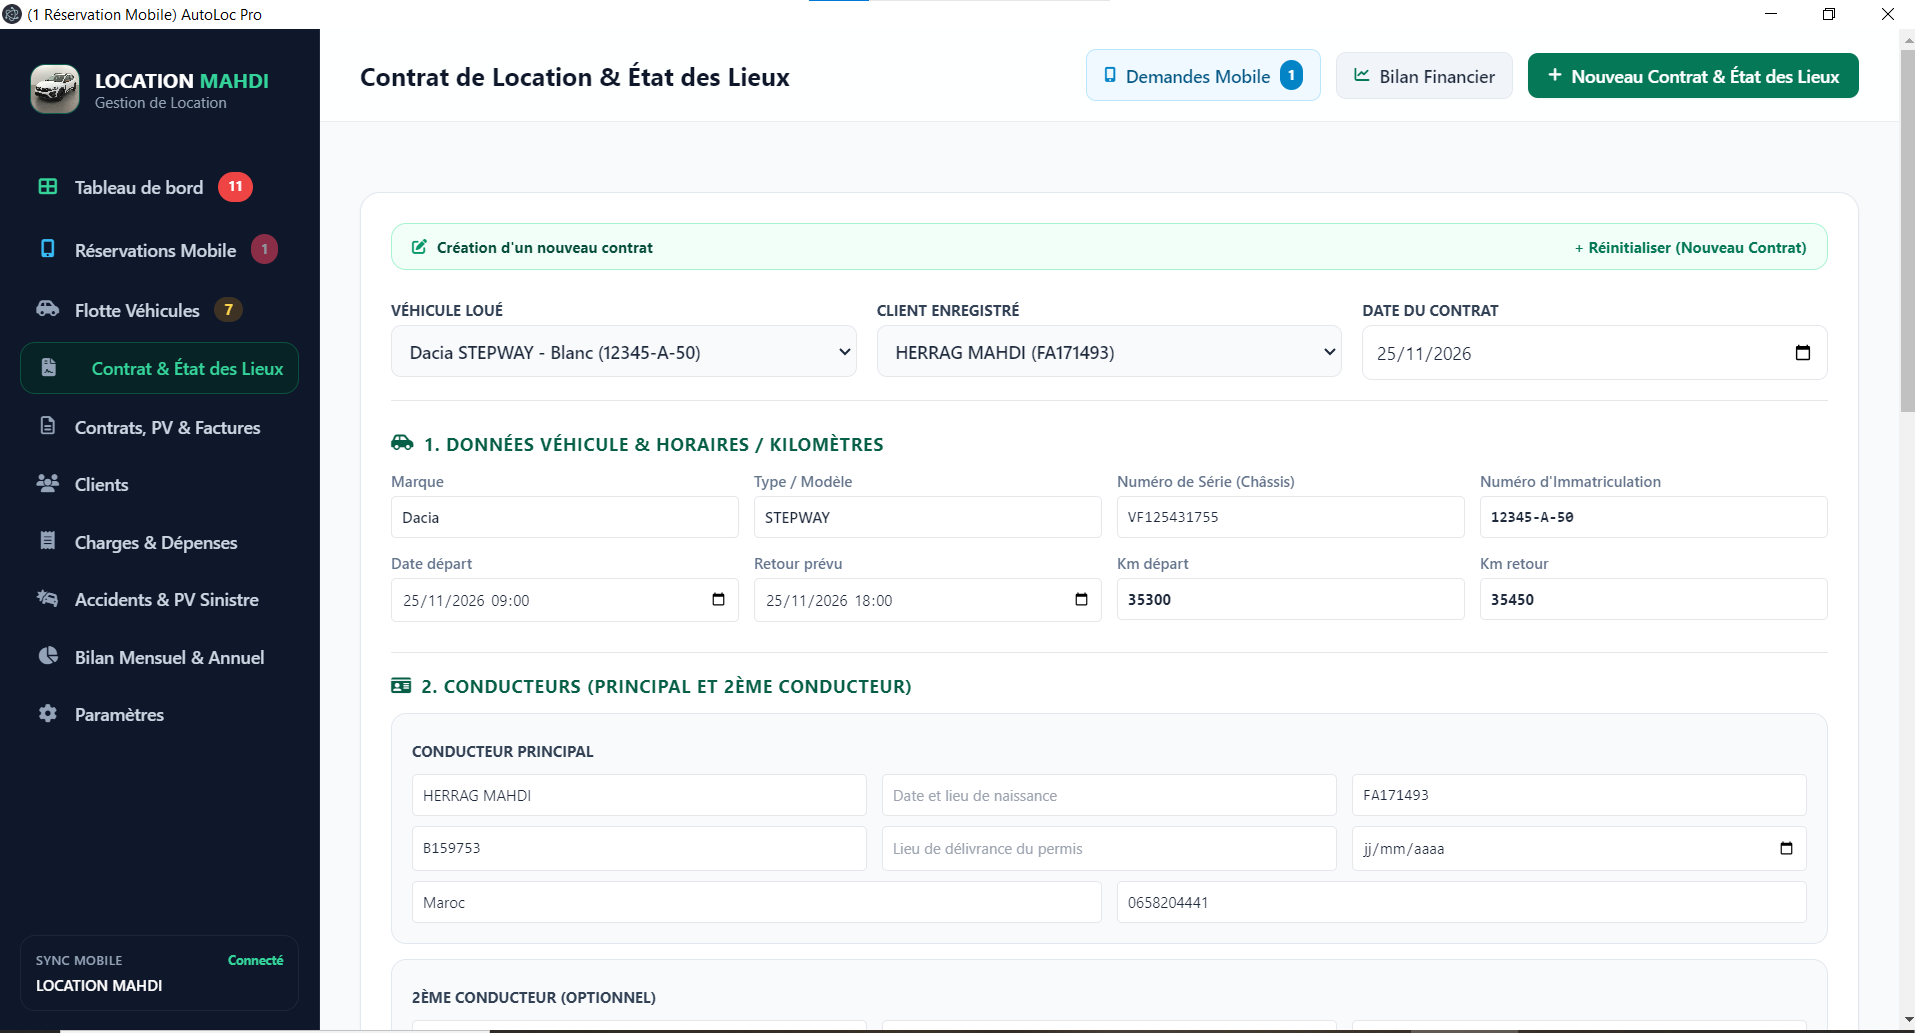 (1 Réservation Mobile) AutoLoc Pro
LOCATION MAHDI
Gestion de Location
Tableau de bord 11
Réservations Mobile 1
Flotte Véhicules 7
Contrat & État des Lieux
Contrats, PV & Factures
Clients
Charges & Dépenses
Accidents & PV Sinistre
Bilan Mensuel & Annuel
Paramètres
SYNC MOBILE Connecté
LOCATION MAHDI
Contrat de Location & État des Lieux
Demandes Mobile 1
Bilan Financier
+ Nouveau Contrat & État des Lieux
Création d'un nouveau contrat
+ Réinitialiser (Nouveau Contrat)
VÉHICULE LOUÉ CLIENT ENREGISTRÉ DATE DU CONTRAT
Dacia STEPWAY - Blanc (12345-A-50) HERRAG MAHDI (FA171493) 25/11/2026
1. DONNÉES VÉHICULE & HORAIRES / KILOMÈTRES
Marque Type / Modèle Numéro de Série (Châssis) Numéro d'Immatriculation
Dacia STEPWAY VF125431755 12345-A-50
Date départ Retour prévu Km départ Km retour
25/11/2026 09:00 25/11/2026 18:00 35300 35450
2. CONDUCTEURS (PRINCIPAL ET 2ÈME CONDUCTEUR)
CONDUCTEUR PRINCIPAL
HERRAG MAHDI Date et lieu de naissance FA171493
B159753 Lieu de délivrance du permis jj/mm/aaaa
Maroc 0658204441
2ÈME CONDUCTEUR (OPTIONNEL)